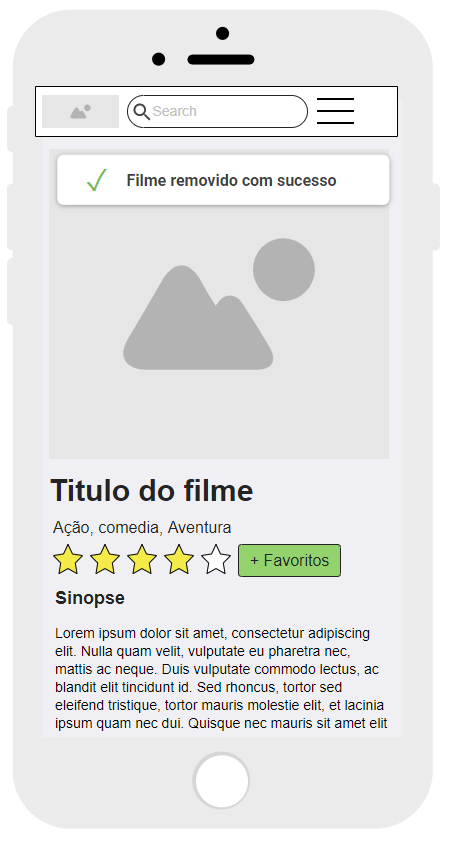 Search
Filme removido com sucesso
Titulo do filme
Ação, comedia, Aventura
+ Favoritos
Sinopse
Lorem ipsum dolor sit amet, consectetur adipiscing
elit. Nulla quam velit, vulputate eu pharetra nec,
mattis ac neque. Duis vulputate commodo lectus, ac
blandit elit tincidunt id. Sed rhoncus, tortor sed
eleifend tristique, tortor mauris molestie elit, et lacinia
ipsum quam nec dui. Quisque nec mauris sit amet elit